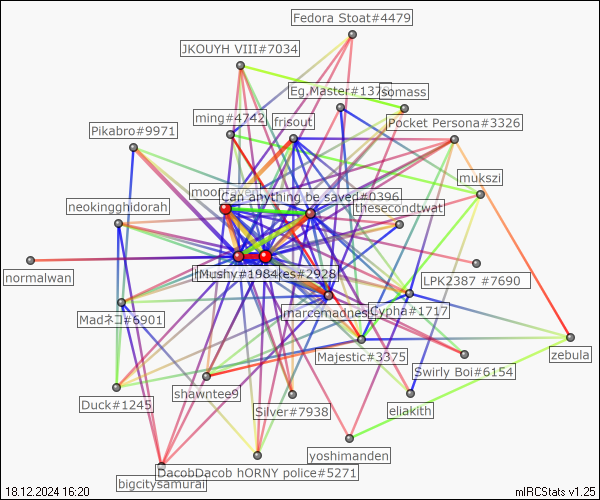 Fedora Stoat#4479
JKOUYH VIII#7034
Eg,Master#137
somass
ming#4742
frisout
Pocket Persona#3326
Pikabro#9971
mukszi
moon
Can anything be saved#0396
neokingghidorah
thesecondtwat
normalwan
Mushy#1984
kes#2928
LPK2387 #7690
marcemadnes
Cypha#1717
Madネコ#6901
Majestic#3375
zebula
Swirly Boi#6154
shawntee9
Duck#1245
Silver#7938
eliakith
yoshimanden
DacobDacob hORNY police#5271
bigcitysamurai
18.12.2024 16:20
mIRCStats v1.25